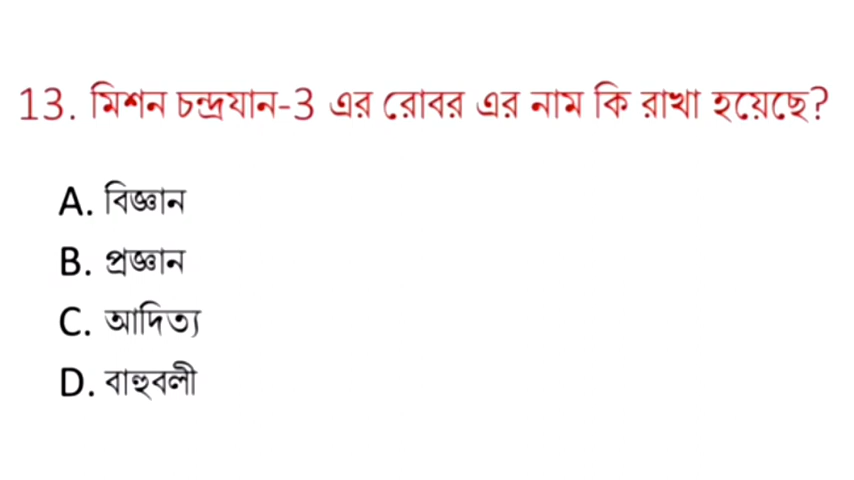 13. মিশন চন্দ্রযান-3 এর রোবর এর নাম কি রাখা হয়েছে?
A. বিজ্ঞান
B. প্রজ্ঞান
C. আদিত্য
D. বাহুবলী